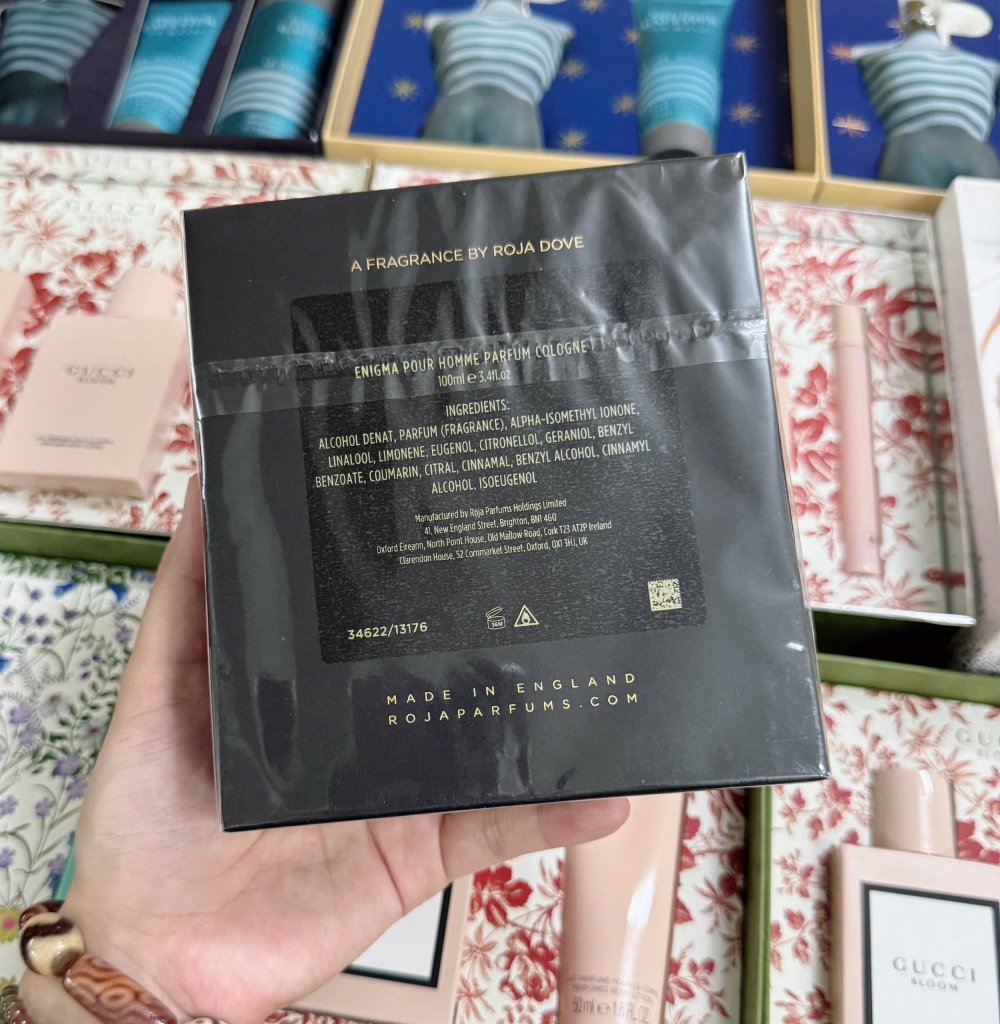 GUCCI
A FRAGRANCE BY ROJA DOVE
ENIGMA POUR HOMME PARFUM COLOGNE
100ml e 3.4fl.oz
INGREDIENTS:
ALCOHOL DENAT, PARFUM (FRAGRANCE), ALPHA-ISOMETHYL IONONE,
LINALOOL, LIMONENE, EUGENOL, CITRONELLOL, GERANIOL, BENZYL
BENZOATE, COUMARIN, CITRAL, CINNAMAL, BENZYL ALCOHOL, CINNAMYL
ALCOHOL, ISOEUGENOL
Manufactured by Roja Parfums Holdings Limited
41, New England Street, Brighton, BN1 4GQ
Oxford Éireann, North Point House, Old Mallow Road, Cork T23 AT2P Ireland
Clarendon House, 52 Cornmarket Street, Oxford, OX1 3HJ, UK
36M
34622/13176
MADE IN ENGLAND
ROJAPARFUMS.COM
GUCCI
BLOOM
GUCCI
BLOOM
50ml e 1.6 FL.OZ.